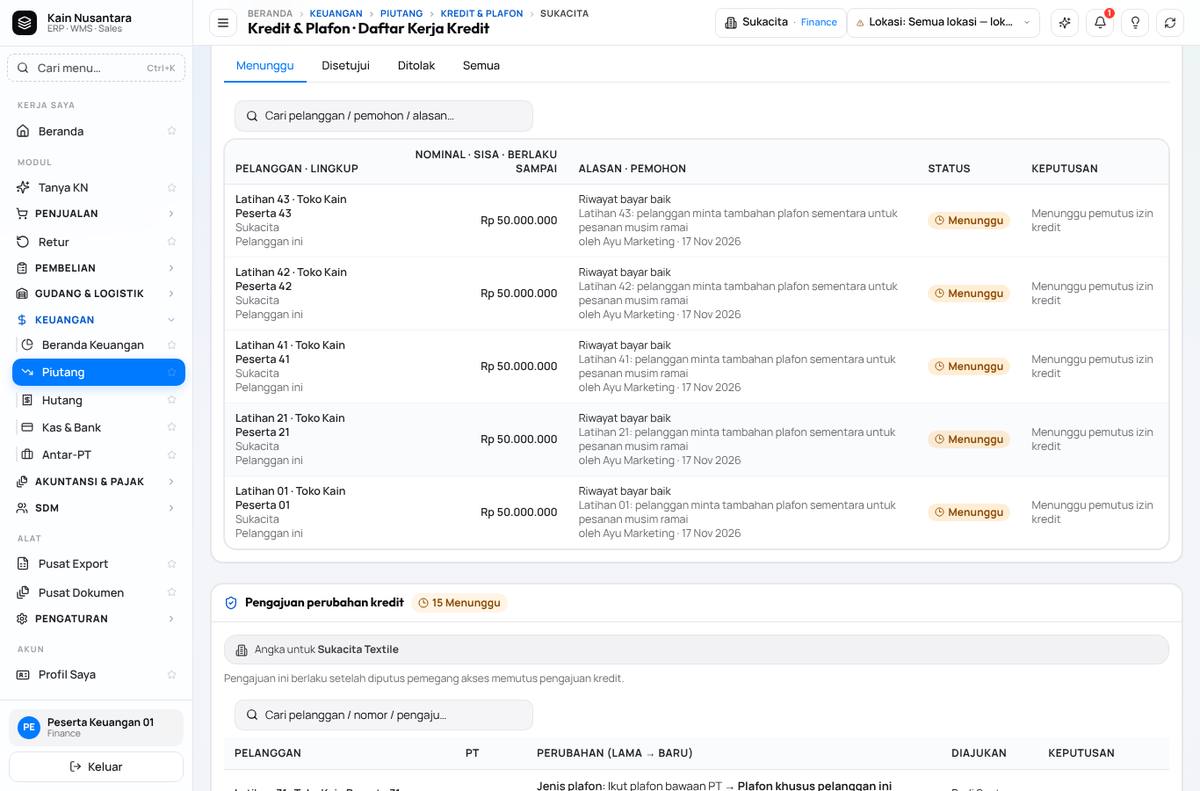 Kain Nusantara
ERP · WMS · Sales
Cari menu...
Ctrl+K
KERJA SAYA
Beranda
MODUL
Tanya KN
PENJUALAN
Retur
PEMBELIAN
GUDANG & LOGISTIK
KEUANGAN
Beranda Keuangan
Piutang
Hutang
Kas & Bank
Antar-PT
AKUNTANSI & PAJAK
SDM
ALAT
Pusat Export
Pusat Dokumen
PENGATURAN
AKUN
Profil Saya
PE
Peserta Keuangan 01
Finance
Keluar
BERANDA › KEUANGAN › PIUTANG › KREDIT & PLAFON › SUKACITA
Kredit & Plafon · Daftar Kerja Kredit
Sukacita · Finance
Lokasi: Semua lokasi — lok...
1
Menunggu
Disetujui
Ditolak
Semua
Cari pelanggan / pemohon / alasan...
PELANGGAN · LINGKUP
NOMINAL · SISA · BERLAKU
SAMPAI
ALASAN · PEMOHON
STATUS
KEPUTUSAN
Latihan 43 · Toko Kain
Peserta 43
Sukacita
Pelanggan ini
Rp 50.000.000
Riwayat bayar baik
Latihan 43: pelanggan minta tambahan plafon sementara untuk
pesanan musim ramai
oleh Ayu Marketing · 17 Nov 2026
Menunggu
Menunggu pemutus izin
kredit
Latihan 42 · Toko Kain
Peserta 42
Sukacita
Pelanggan ini
Rp 50.000.000
Riwayat bayar baik
Latihan 42: pelanggan minta tambahan plafon sementara untuk
pesanan musim ramai
oleh Ayu Marketing · 17 Nov 2026
Menunggu
Menunggu pemutus izin
kredit
Latihan 41 · Toko Kain
Peserta 41
Sukacita
Pelanggan ini
Rp 50.000.000
Riwayat bayar baik
Latihan 41: pelanggan minta tambahan plafon sementara untuk
pesanan musim ramai
oleh Ayu Marketing · 17 Nov 2026
Menunggu
Menunggu pemutus izin
kredit
Latihan 21 · Toko Kain
Peserta 21
Sukacita
Pelanggan ini
Rp 50.000.000
Riwayat bayar baik
Latihan 21: pelanggan minta tambahan plafon sementara untuk
pesanan musim ramai
oleh Ayu Marketing · 17 Nov 2026
Menunggu
Menunggu pemutus izin
kredit
Latihan 01 · Toko Kain
Peserta 01
Sukacita
Pelanggan ini
Rp 50.000.000
Riwayat bayar baik
Latihan 01: pelanggan minta tambahan plafon sementara untuk
pesanan musim ramai
oleh Ayu Marketing · 17 Nov 2026
Menunggu
Menunggu pemutus izin
kredit
Pengajuan perubahan kredit
15 Menunggu
Angka untuk Sukacita Textile
Pengajuan ini berlaku setelah diputus pemegang akses memutus pengajuan kredit.
Cari pelanggan / nomor / pengaju...
PELANGGAN
PT
PERUBAHAN (LAMA → BARU)
DIAJUKAN
KEPUTUSAN
Jenis plafon: Ikut plafon bawaan PT → Plafon khusus pelanggan ini